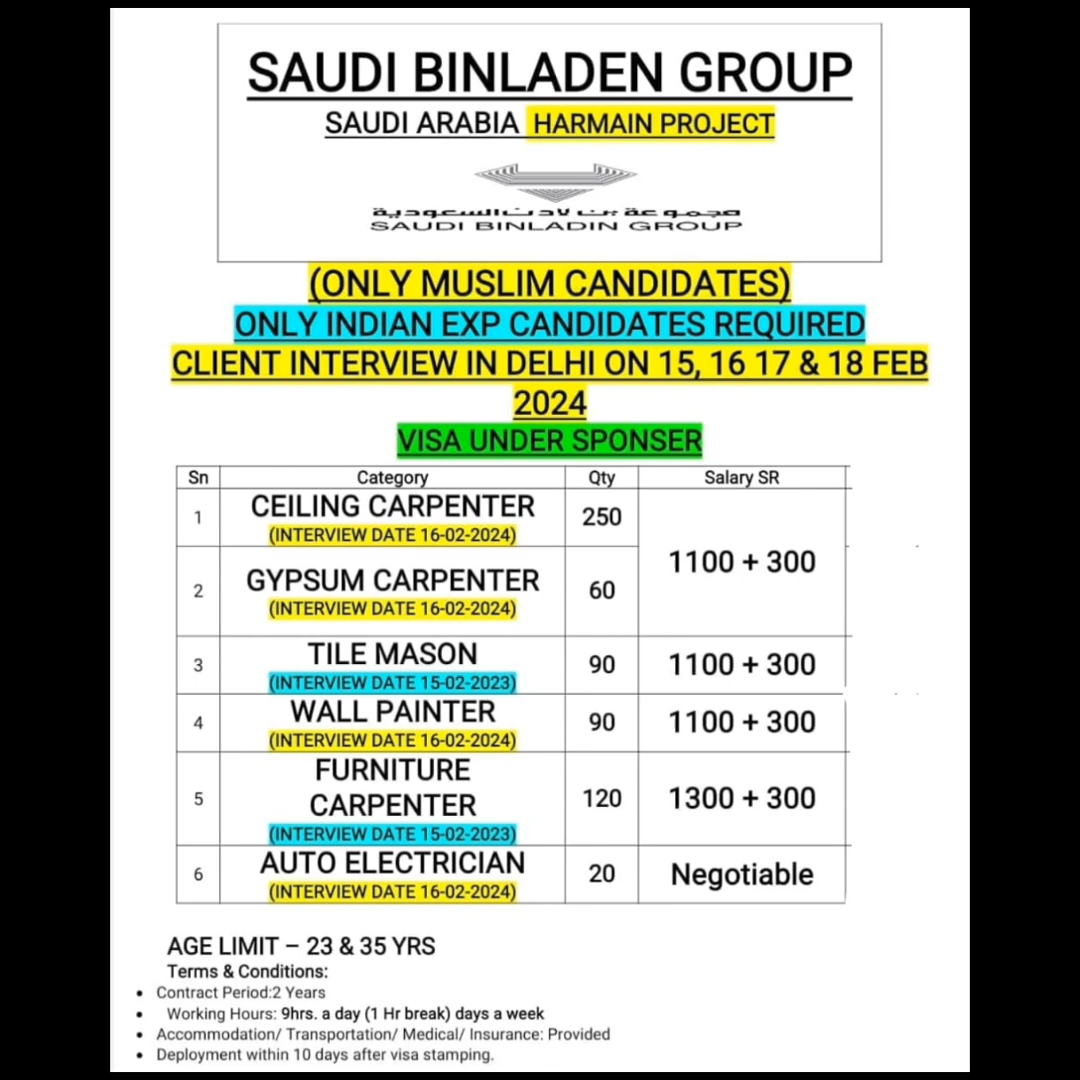 SAUDI BINLADEN GROUP
SAUDI ARABIA HARMAIN PROJECT
مجموعة بن لادن السعودية
SAUDI BINLADIN GROUP
(ONLY MUSLIM CANDIDATES)
ONLY INDIAN EXP CANDIDATES REQUIRED
CLIENT INTERVIEW IN DELHI ON 15, 16 17 & 18 FEB
2024
VISA UNDER SPONSER
Sn Category Qty Salary SR
1 CEILING CARPENTER 250
(INTERVIEW DATE 16-02-2024)
1100 + 300
2 GYPSUM CARPENTER 60
(INTERVIEW DATE 16-02-2024)
3 TILE MASON 90 1100 + 300
(INTERVIEW DATE 15-02-2023)
4 WALL PAINTER 90 1100 + 300
(INTERVIEW DATE 16-02-2024)
5 FURNITURE
CARPENTER 120 1300 + 300
(INTERVIEW DATE 15-02-2023)
6 AUTO ELECTRICIAN 20 Negotiable
(INTERVIEW DATE 16-02-2024)
AGE LIMIT – 23 & 35 YRS
Terms & Conditions:
• Contract Period:2 Years
• Working Hours: 9hrs. a day (1 Hr break) days a week
• Accommodation/ Transportation/ Medical/ Insurance: Provided
• Deployment within 10 days after visa stamping.